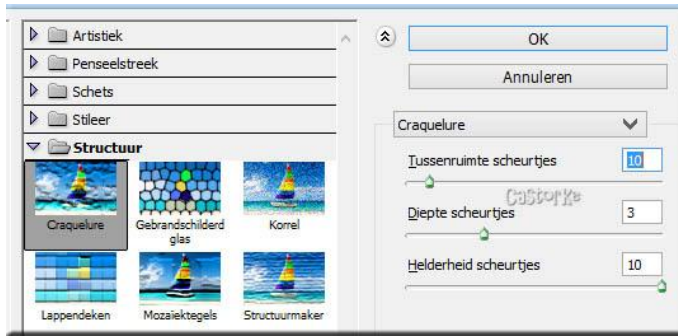 Artistiek
Penseelstreek
Schets
Stileer
Structuur
Craquelure
Gebrandschilderd
glas
Korrel
Lappendeken
Mozaïektegels
Structuurmaker
OK
Annuleren
Craquelure
Tussenruimte scheurtjes 10
Castorke
Diepte scheurtjes 3
Helderheid scheurtjes 10